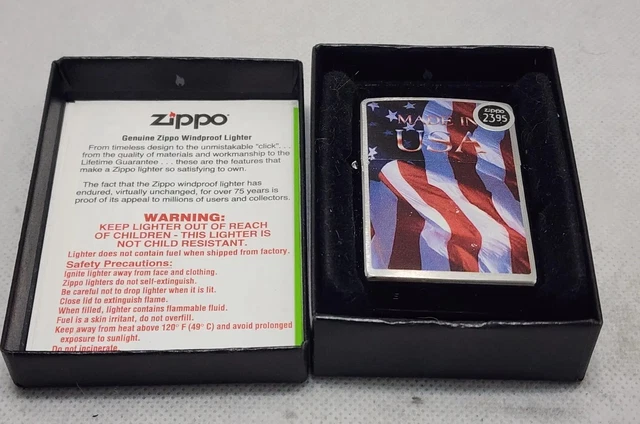 Zippo
Genuine Zippo Windproof Lighter
From timeless design to the unmistakable "click"...
from the quality of materials and workmanship to the
Lifetime Guarantee . . . these are the features that
make a Zippo lighter so satisfying to own.
The fact that the Zippo windproof lighter has
endured, virtually unchanged, for over 75 years is
proof of its appeal to millions of users and collectors.
WARNING:
KEEP LIGHTER OUT OF REACH
OF CHILDREN - THIS LIGHTER IS
NOT CHILD RESISTANT.
Lighter does not contain fuel when shipped from factory.
Safety Precautions:
Ignite lighter away from face and clothing.
Zippo lighters do not self-extinguish.
Be careful not to drop lighter when it is lit.
Close lid to extinguish flame.
When filled, lighter contains flammable fluid.
Fuel is a skin irritant, do not overfill.
Keep away from heat above 120° F (49° C) and avoid prolonged
exposure to sunlight.
Do not incinerate.
MADE IN
USA
zippo
2395